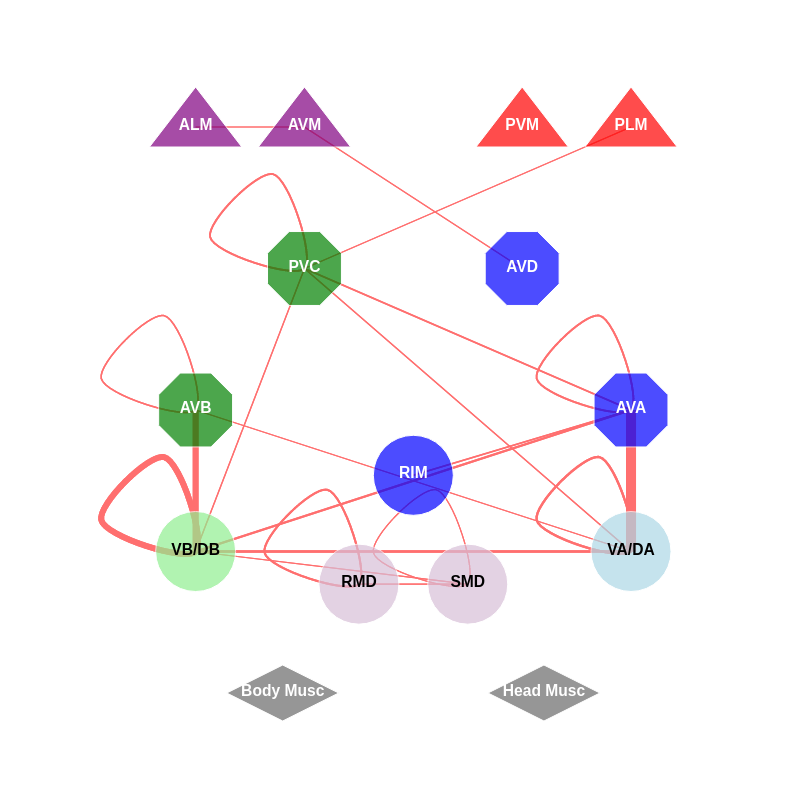 ALM
AVM
PVM
PLM
PVC
AVD
AVB
AVA
RIM
VB/DB
VA/DA
RMD
SMD
Body Musc
Head Musc